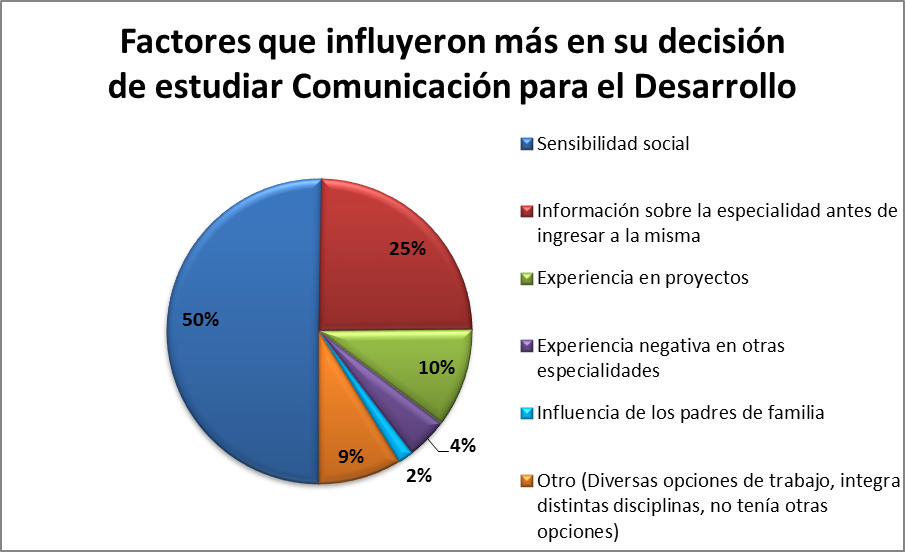 Factores que influyeron más en su decisión
de estudiar Comunicación para el Desarrollo
Sensibilidad social
Información sobre la especialidad antes de
ingresar a la misma
Experiencia en proyectos
Experiencia negativa en otras
especialidades
Influencia de los padres de familia
Otro (Diversas opciones de trabajo, integra
distintas disciplinas, no tenía otras
opciones)
25%
50%
10%
4%
9%
2%